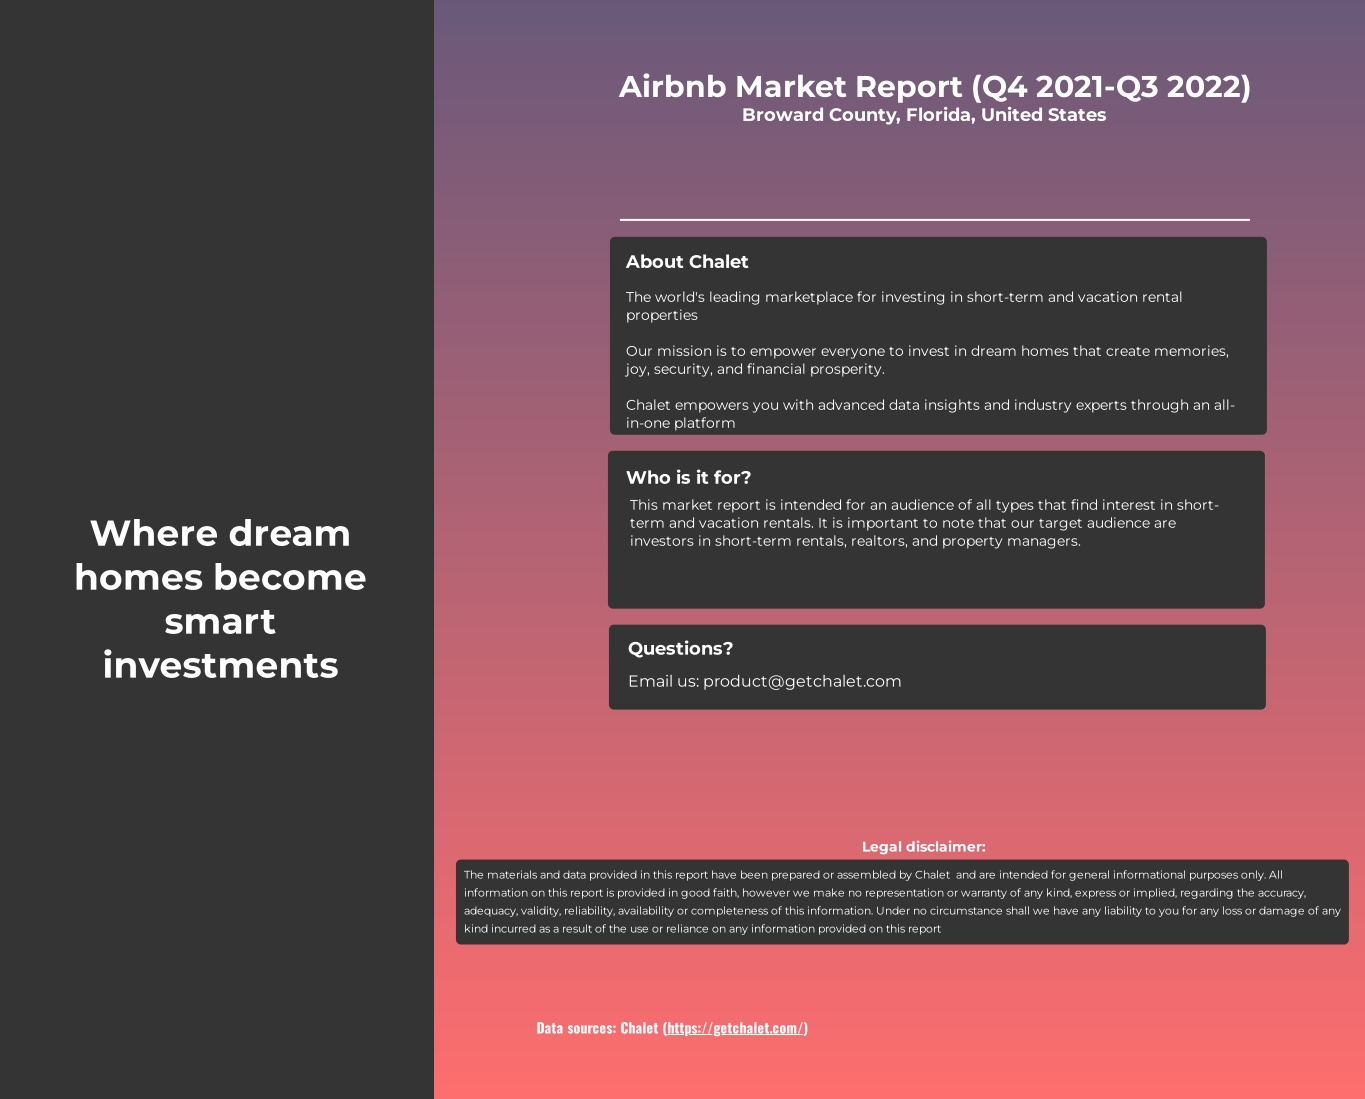 Where dream
homes become
smart
investments
Airbnb Market Report (Q4 2021-Q3 2022)
Broward County, Florida, United States
About Chalet
The world's leading marketplace for investing in short-term and vacation rental
properties
Our mission is to empower everyone to invest in dream homes that create memories,
joy, security, and financial prosperity.
Chalet empowers you with advanced data insights and industry experts through an all-
in-one platform
Who is it for?
This market report is intended for an audience of all types that find interest in short-
term and vacation rentals. It is important to note that our target audience are
investors in short-term rentals, realtors, and property managers.
Questions?
Email us: product@getchalet.com
Legal disclaimer:
The materials and data provided in this report have been prepared or assembled by Chalet  and are intended for general informational purposes only. All
information on this report is provided in good faith, however we make no representation or warranty of any kind, express or implied, regarding the accuracy,
adequacy, validity, reliability, availability or completeness of this information. Under no circumstance shall we have any liability to you for any loss or damage of any
kind incurred as a result of the use or reliance on any information provided on this report
Data sources: Chalet (https://getchalet.com/)